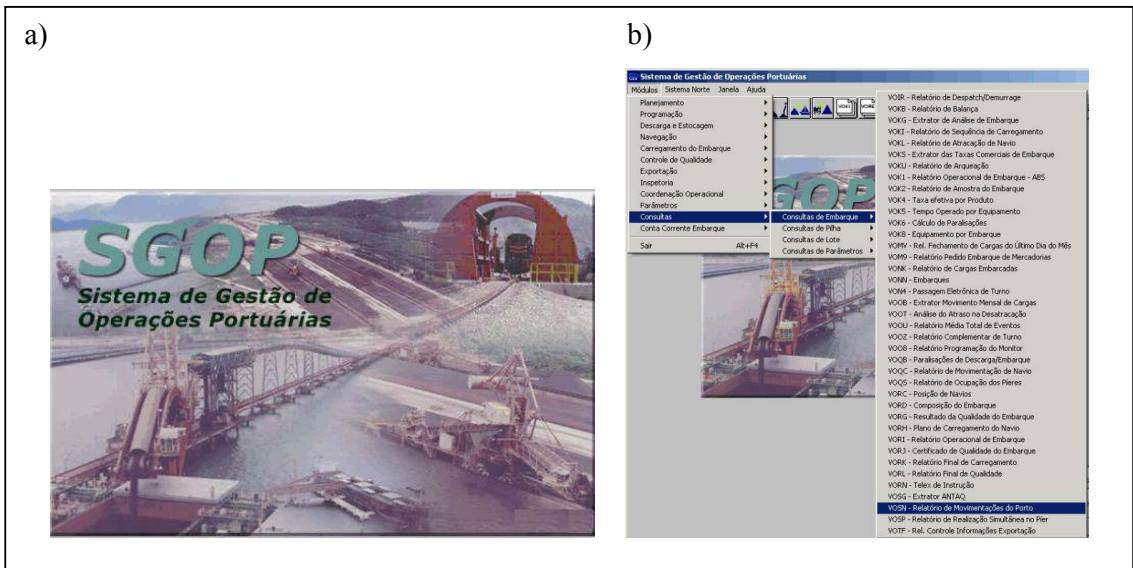 a)
SGOP
Sistema de Gestão de
Operações Portuárias
b)
Sistema de Gestão de Operações Portuárias
Módulos Sistema Norte Janela Ajuda
Planejamento
Programação
Descarga e Estocagem
Navegação
Carregamento do Embarque
Controle de Qualidade
Exportação
Inspetoria
Coordenação Operacional
Parâmetros
Consultas
Conta Corrente Embarque
Sair Alt+F4
Consultas de Embarque
Consultas de Pilha
Consultas de Lote
Consultas de Parâmetros
VOIR - Relatório de Despatch/Demurrage
VOKB - Relatório de Balança
VOKG - Extrator de Análise de Embarque
VOKI - Relatório de Sequência de Carregamento
VOKL - Relatório de Atracação de Navio
VOKS - Extrator das Taxas Comerciais de Embarque
VOKU - Relatório de Arqueação
VOK1 - Relatório Operacional de Embarque - ABS
VOK2 - Relatório de Amostra do Embarque
VOK4 - Taxa efetiva por Produto
VOK5 - Tempo Operado por Equipamento
VOK6 - Cálculo de Paralisações
VOK8 - Equipamento por Embarque
VOMV - Rel. Fechamento de Cargas do Último Dia do Mês
VOM9 - Relatório Pedido Embarque de Mercadorias
VONK - Relatório de Cargas Embarcadas
VONN - Embarques
VON4 - Passagem Eletrônica de Turno
VOOB - Extrator Movimento Mensal de Cargas
VOOT - Análise do Atraso na Desatracação
VOOU - Relatório Média Total de Eventos
VOOZ - Relatório Complementar de Turno
VOO8 - Relatório Programação do Monitor
VOQB - Paralisações de Descarga/Embarque
VOQC - Relatório de Movimentação de Navio
VOQS - Relatório de Ocupação dos Píeres
VORC - Posição de Navios
VORD - Composição do Embarque
VORG - Resultado da Qualidade do Embarque
VORH - Plano de Carregamento do Navio
VORI - Relatório Operacional de Embarque
VORJ - Certificado de Qualidade do Embarque
VORK - Relatório Final de Carregamento
VORL - Relatório Final de Qualidade
VORN - Telex de Instrução
VOSG - Extrator ANTAQ
VOSN - Relatório de Movimentações do Porto
VOSP - Relatório de Realização Simultânea no Píer
VOTF - Rel. Controle Informações Exportação